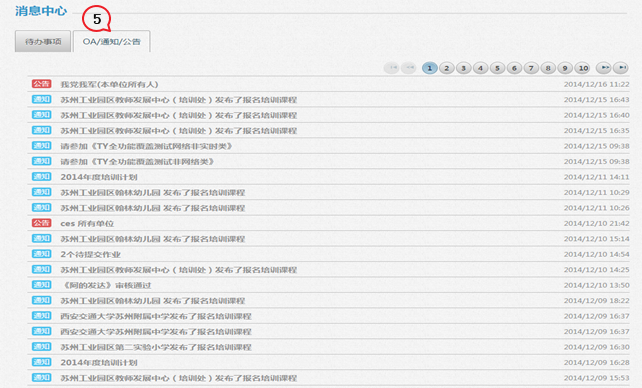 消息中心
5
待办事项 OA/通知/公告
1 2 3 4 5 6 7 8 9 10
公告 我党我军(本单位所有人) 2014/12/16 11:22
通知 苏州工业园区教师发展中心（培训处）发布了报名培训课程 2014/12/15 16:43
通知 苏州工业园区教师发展中心（培训处）发布了报名培训课程 2014/12/15 16:40
通知 苏州工业园区教师发展中心（培训处）发布了报名培训课程 2014/12/15 16:35
通知 请参加《TY全功能覆盖测试网络非实时类》 2014/12/15 09:38
通知 请参加《TY全功能覆盖测试非网络类》 2014/12/15 09:38
通知 2014年度培训计划 2014/12/11 14:11
通知 苏州工业园区翰林幼儿园 发布了报名培训课程 2014/12/11 10:29
通知 苏州工业园区翰林幼儿园 发布了报名培训课程 2014/12/11 10:26
公告 ces 所有单位 2014/12/10 21:42
通知 苏州工业园区翰林幼儿园 发布了报名培训课程 2014/12/10 15:14
通知 2个待提交作业 2014/12/10 14:54
通知 苏州工业园区教师发展中心（培训处）发布了报名培训课程 2014/12/10 14:25
通知 《阿的发达》审核通过 2014/12/10 13:50
通知 苏州工业园区翰林幼儿园 发布了报名培训课程 2014/12/09 18:22
通知 西安交通大学苏州附属中学发布了报名培训课程 2014/12/09 16:37
通知 西安交通大学苏州附属中学发布了报名培训课程 2014/12/09 16:37
通知 苏州工业园区第二实验小学发布了报名培训课程 2014/12/09 16:30
通知 2014年度培训计划 2014/12/09 16:28
通知 苏州工业园区教师发展中心（培训处）发布了报名培训课程 2014/12/09 15:53